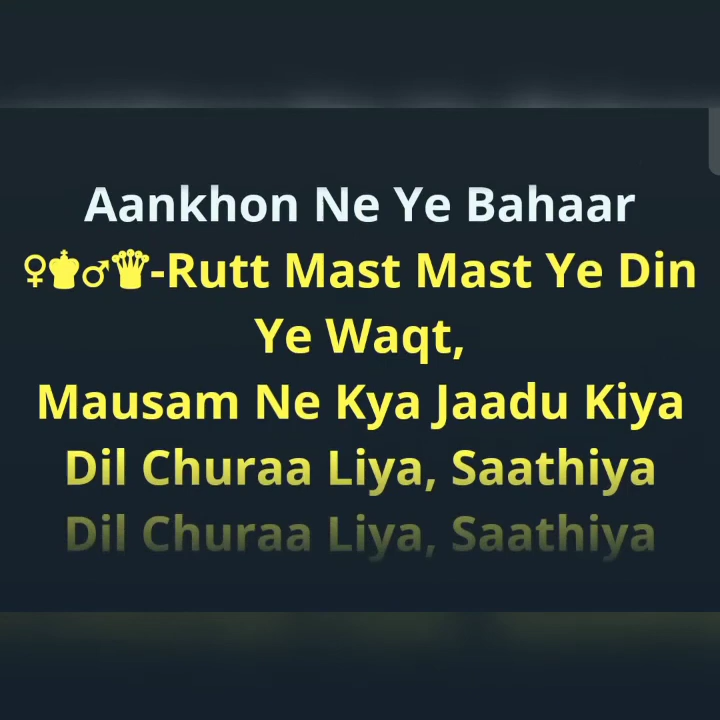 Aankhon Ne Ye Bahaar
♀♚♂♛-Rutt Mast Mast Ye Din
Ye Waqt,
Mausam Ne Kya Jaadu Kiya
Dil Churaa Liya, Saathiya
Dil Churaa Liya, Saathiya